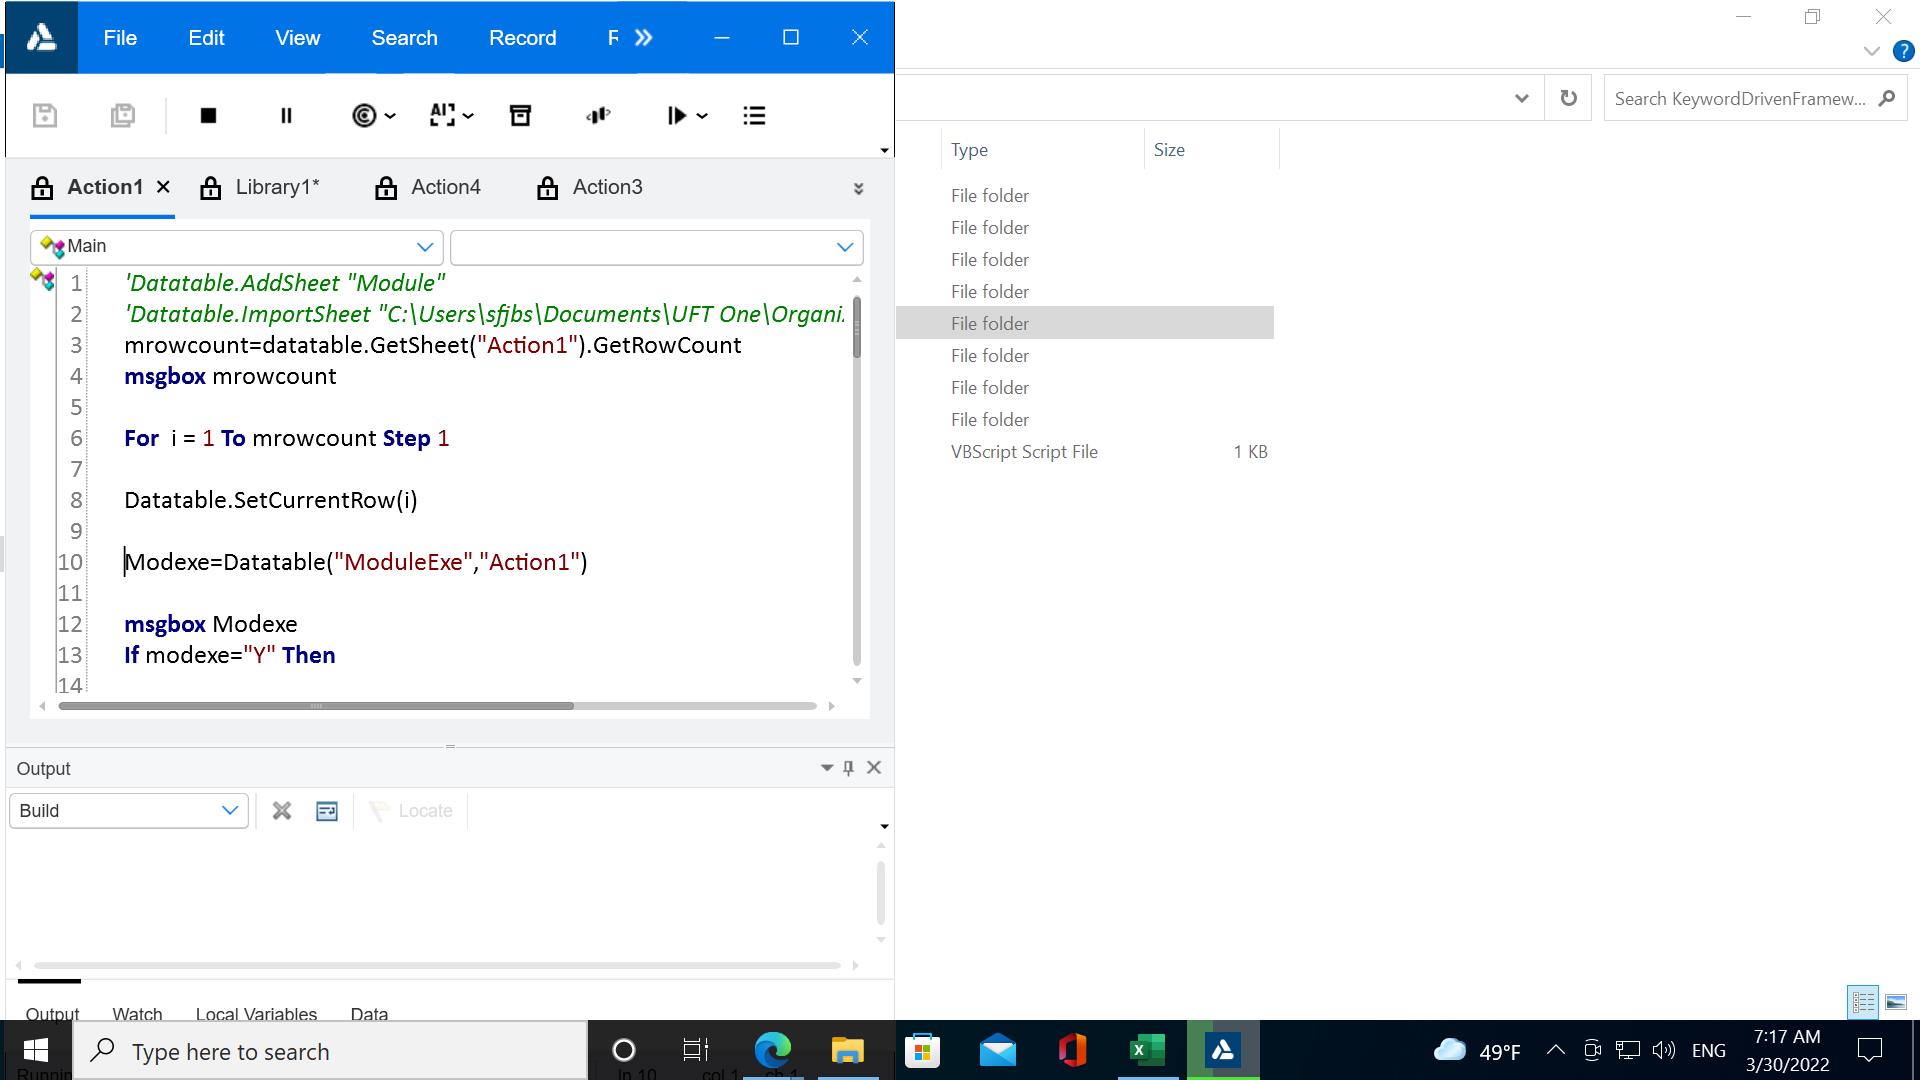 File Edit View Search Record
Search KeywordDrivenFramew...
Type Size
Action1 Library1* Action4 Action3
File folder
File folder
File folder
File folder
File folder
File folder
File folder
File folder
VBScript Script File 1 KB
Main
1 'Datatable.AddSheet "Module"
2 'Datatable.ImportSheet "C:\Users\sfjbs\Documents\UFT One\Organi
3 mrowcount=datatable.GetSheet("Action1").GetRowCount
4 msgbox mrowcount
5
6 For i = 1 To mrowcount Step 1
7
8 Datatable.SetCurrentRow(i)
9
10 Modexe=Datatable("ModuleExe","Action1")
11
12 msgbox Modexe
13 If modexe="Y" Then
14
Output
Build Locate
Output Watch Local Variables Data
Type here to search
49°F ENG 7:17 AM
3/30/2022